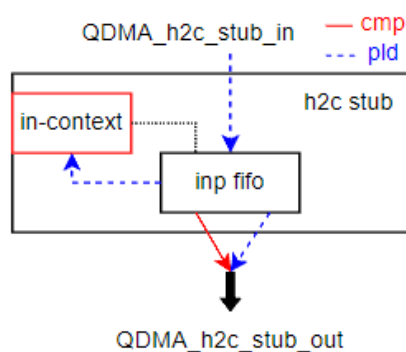 QDMA_h2c_stub_in
cmp
pld
h2c stub
in-context
inp fifo
QDMA_h2c_stub_out